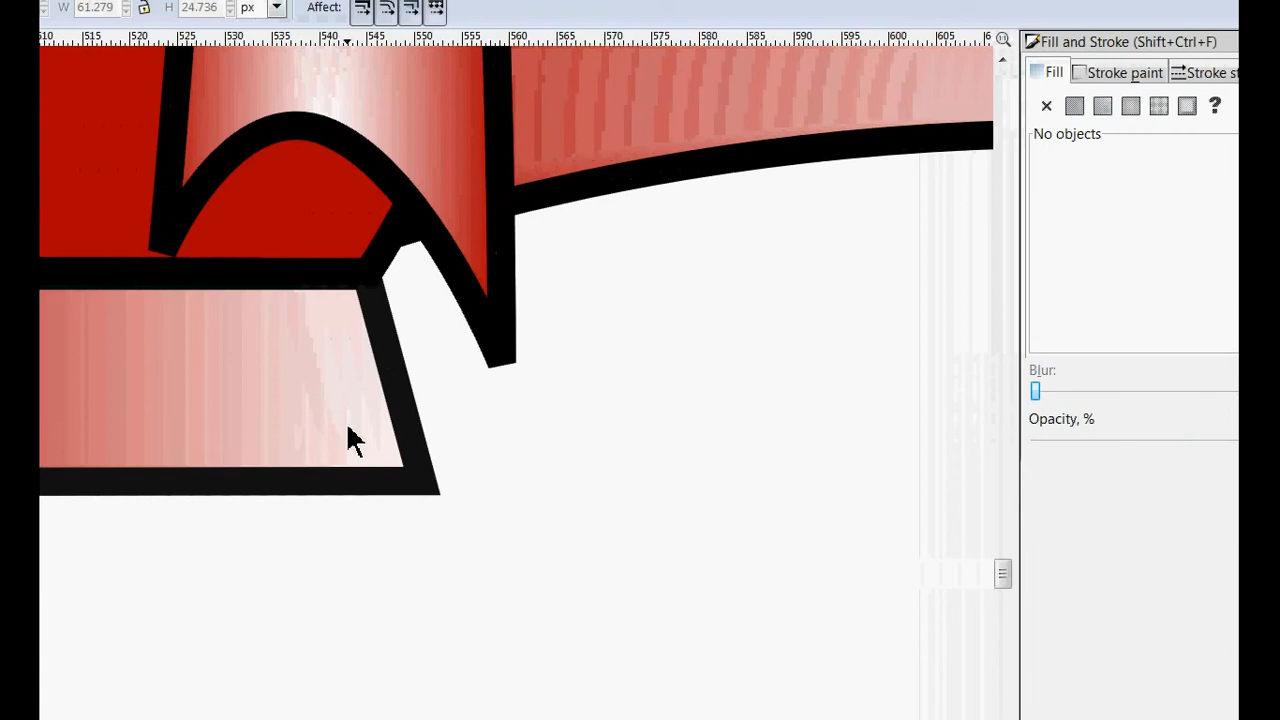 W 61.279 H 24.736 px Affect:
510 515 520 525 530 535 540 545 550 555 560 565 570 575 580 585 590 595 600 605 6
Fill and Stroke (Shift+Ctrl+F)
Fill Stroke paint Stroke st
No objects
Blur:
Opacity, %